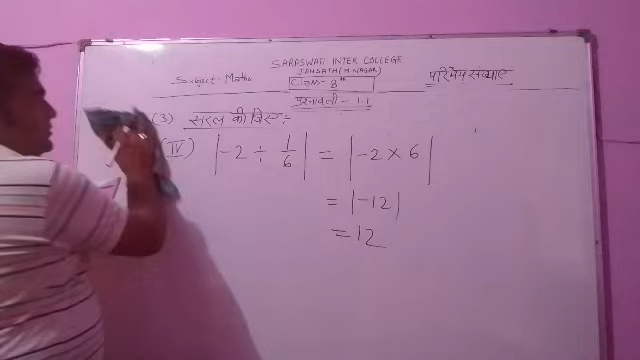 SARASWATI INTER COLLEGE
JANSATH (M.NAGAR)
Subject- Maths
Class- 8th
परिमेय संख्याएँ
प्रश्नावली - 1.1
(3) सरल कीजिए:-
(IV) |-2 ÷ 1/6| = |-2 × 6|
= |-12|
= 12